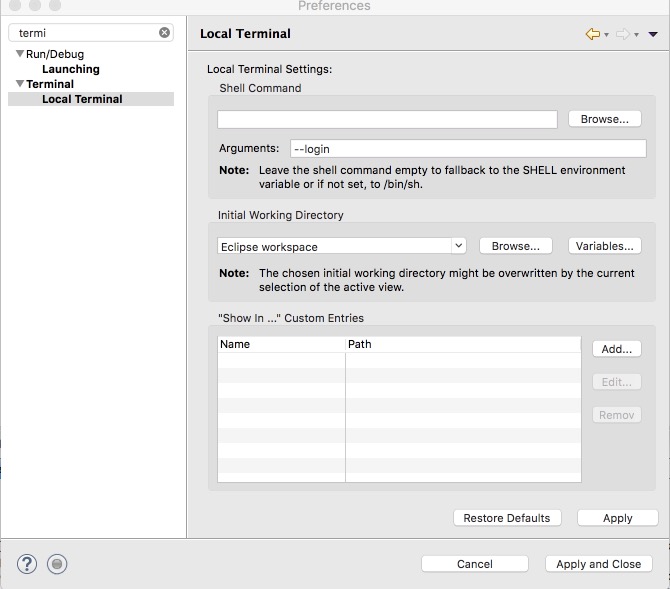 Preferences
termi
Run/Debug
Launching
Terminal
Local Terminal
Local Terminal
Local Terminal Settings:
Shell Command
Browse...
Arguments: --login
Note: Leave the shell command empty to fallback to the SHELL environment
variable or if not set, to /bin/sh.
Initial Working Directory
Eclipse workspace Browse... Variables...
Note: The chosen initial working directory might be overwritten by the current
selection of the active view.
"Show In ..." Custom Entries
Name Path
Add...
Edit...
Remov
Restore Defaults Apply
? Cancel Apply and Close